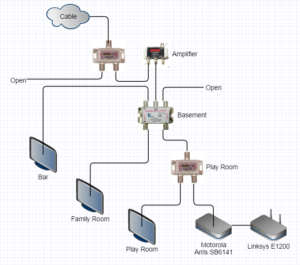 Cable
Amplifier
Open
Open
Basement
Bar
Play Room
Family Room
Play Room
Motorola
Arris SB6141
Linksys E1200